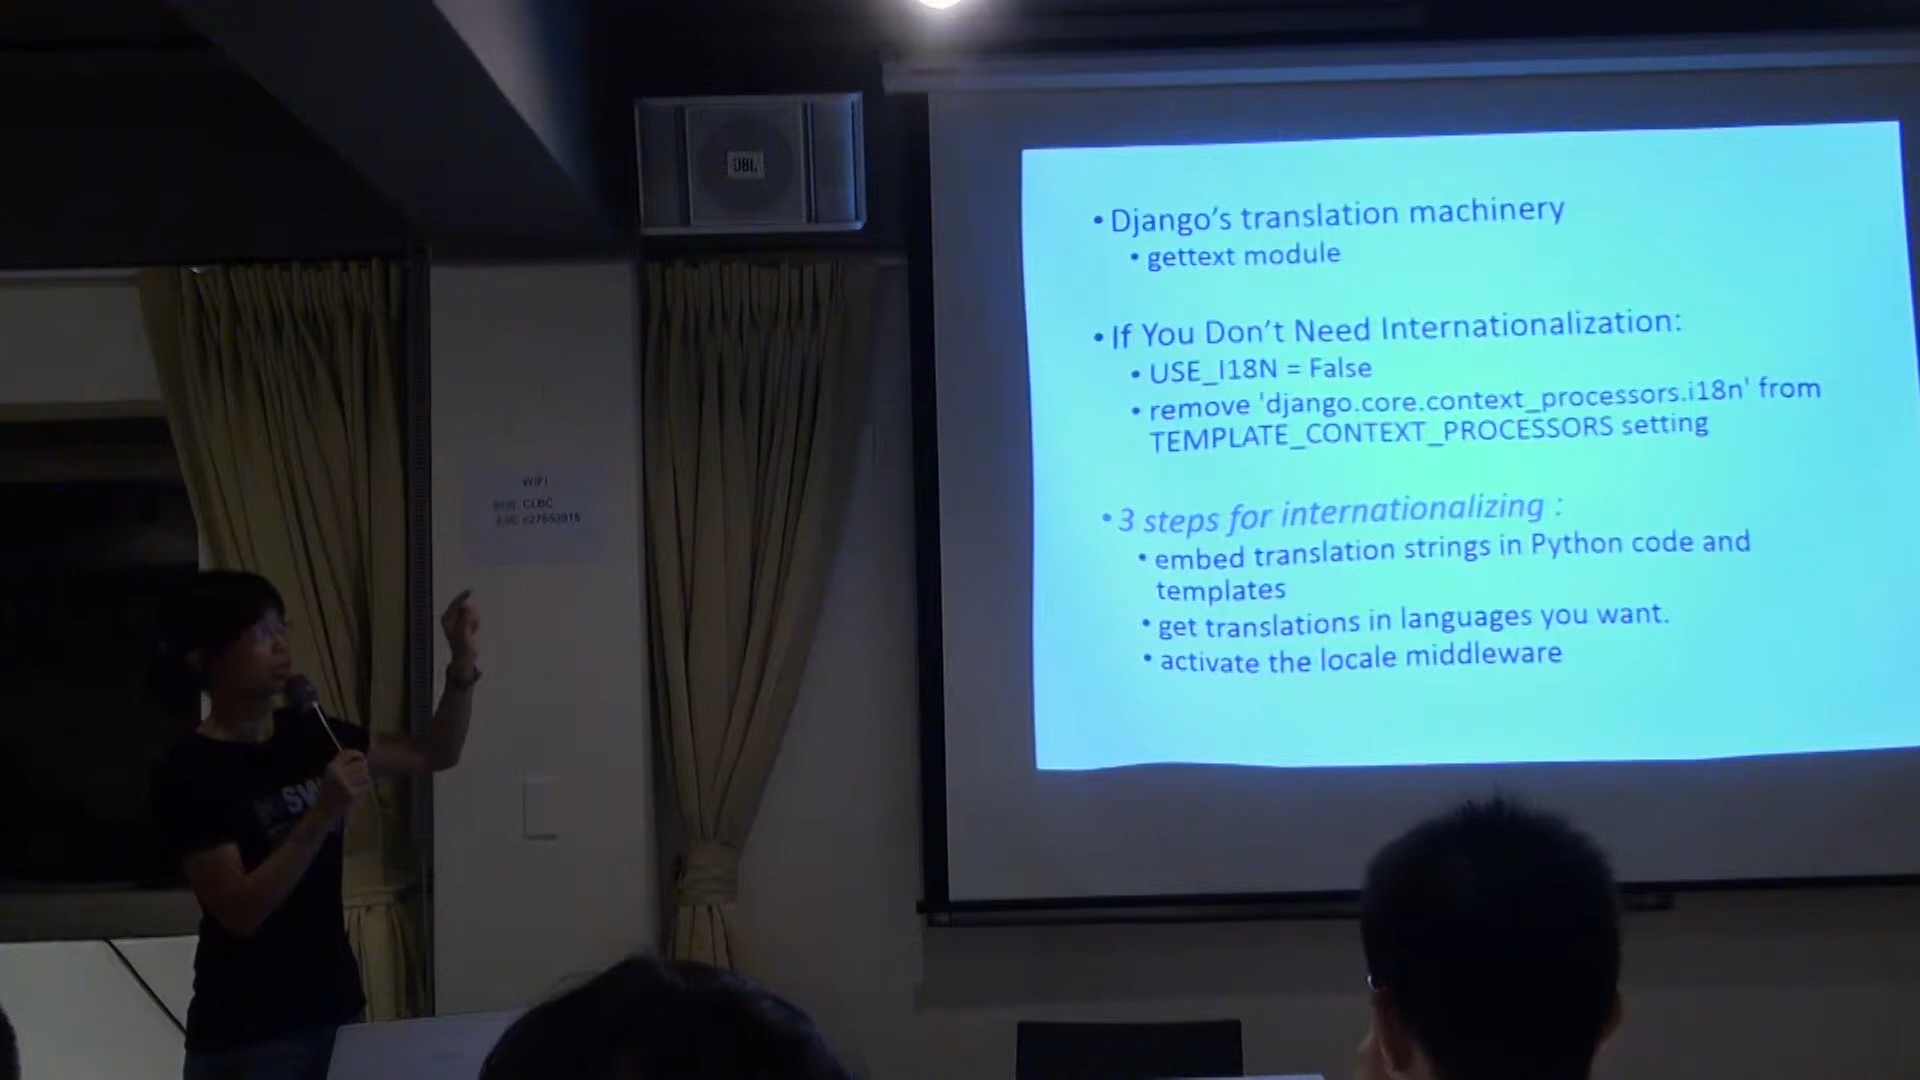 JBL
• Django's translation machinery
• gettext module
• If You Don't Need Internationalization:
• USE_I18N = False
• remove 'django.core.context_processors.i18n' from
TEMPLATE_CONTEXT_PROCESSORS setting
• 3 steps for internationalizing :
• embed translation strings in Python code and
templates
• get translations in languages you want.
• activate the locale middleware
WIFI
CLBC